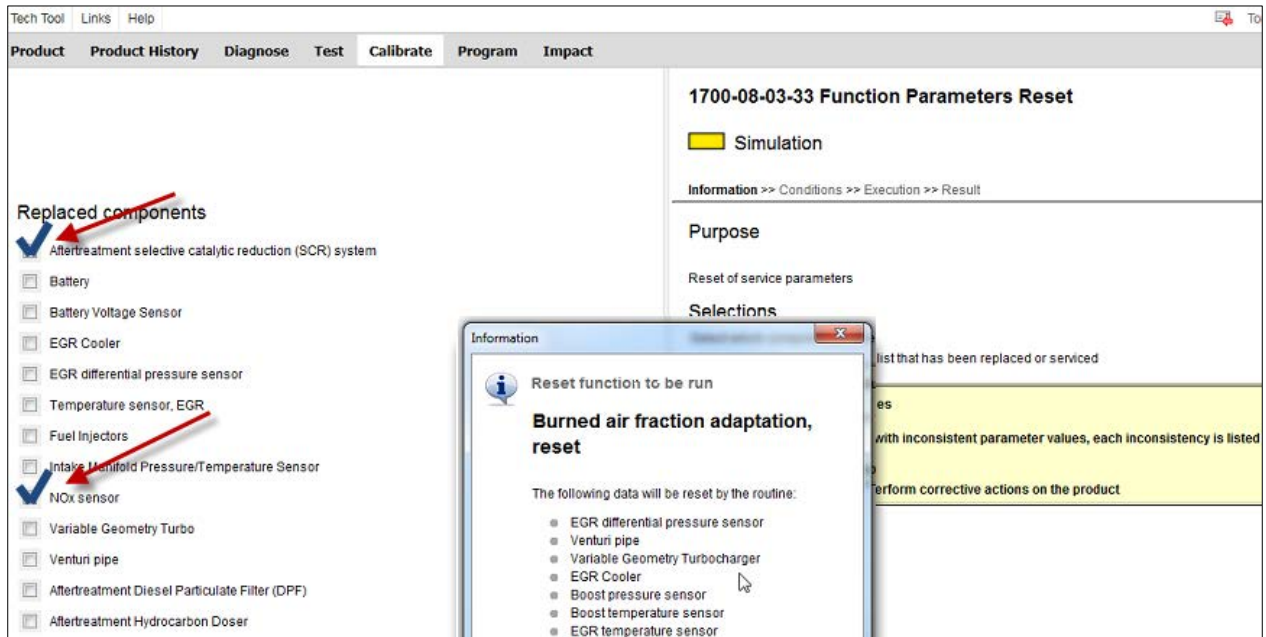 Tech Tool Links Help To
Product Product History Diagnose Test Calibrate Program Impact
1700-08-03-33 Function Parameters Reset
Simulation
Information >> Conditions >> Execution >> Result
Replaced components
Aftertreatment selective catalytic reduction (SCR) system
Battery
Battery Voltage Sensor
EGR Cooler
EGR differential pressure sensor
Temperature sensor, EGR
Fuel Injectors
Intake Manifold Pressure/Temperature Sensor
NOx sensor
Variable Geometry Turbo
Venturi pipe
Aftertreatment Diesel Particulate Filter (DPF)
Aftertreatment Hydrocarbon Doser
Purpose
Reset of service parameters
Selections
list that has been replaced or serviced
es
with inconsistent parameter values, each inconsistency is listed
erform corrective actions on the product
Information
Reset function to be run
Burned air fraction adaptation,
reset
The following data will be reset by the routine:
EGR differential pressure sensor
Venturi pipe
Variable Geometry Turbocharger
EGR Cooler
Boost pressure sensor
Boost temperature sensor
EGR temperature sensor